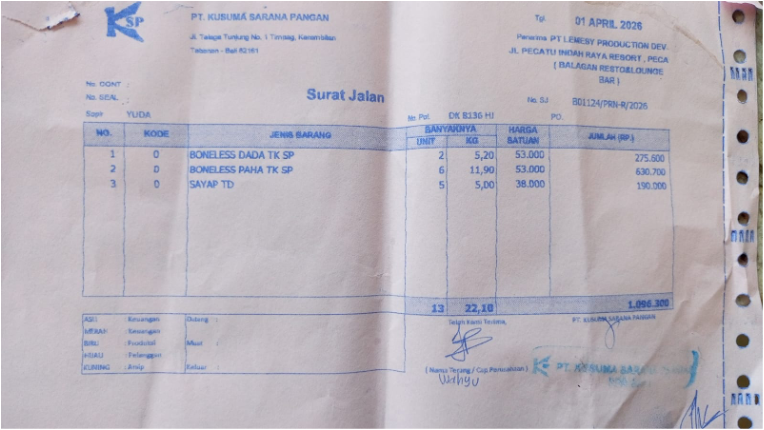 KSP
PT. KUSUMA SARANA PANGAN
Jl. Telaga Tunjung No. 1 Timpag, Kerambitan
Tabanan - Bali 82161
Tgl. 01 APRIL 2026
Penerima PT LEMESY PRODUCTION DEV
JL PECATU INDAH RAYA RESORT, PECA
( BALAGAN RESTO&LOUNGE
BAR )
No. CONT :
No. SEAL :
Surat Jalan
No. SJ B01124/PRN-R/2026
Supir YUDA
No. Pol. DK 8136 HJ
PO.
NO. KODE JENIS BARANG BANYAKNYA HARGA SATUAN JUMLAH (RP.)
UNIT KG
1 0 BONELESS DADA TK SP 2 5,20 53.000 275.600
2 0 BONELESS PAHA TK SP 6 11,90 53.000 630.700
3 0 SAYAP TD 5 5,00 38.000 190.000
13 22,10 1.096.300
ASLI : Keuangan Datang :
MERAH : Keuangan
BIRU : Produksi Muat :
HIJAU : Pelanggan
KUNING : Arsip Keluar :
Telah Kami Terima,
PT. KUSUMA SARANA PANGAN
( Nama Terang / Cap Perusahaan )
Wahyu
PT. KUSUMA